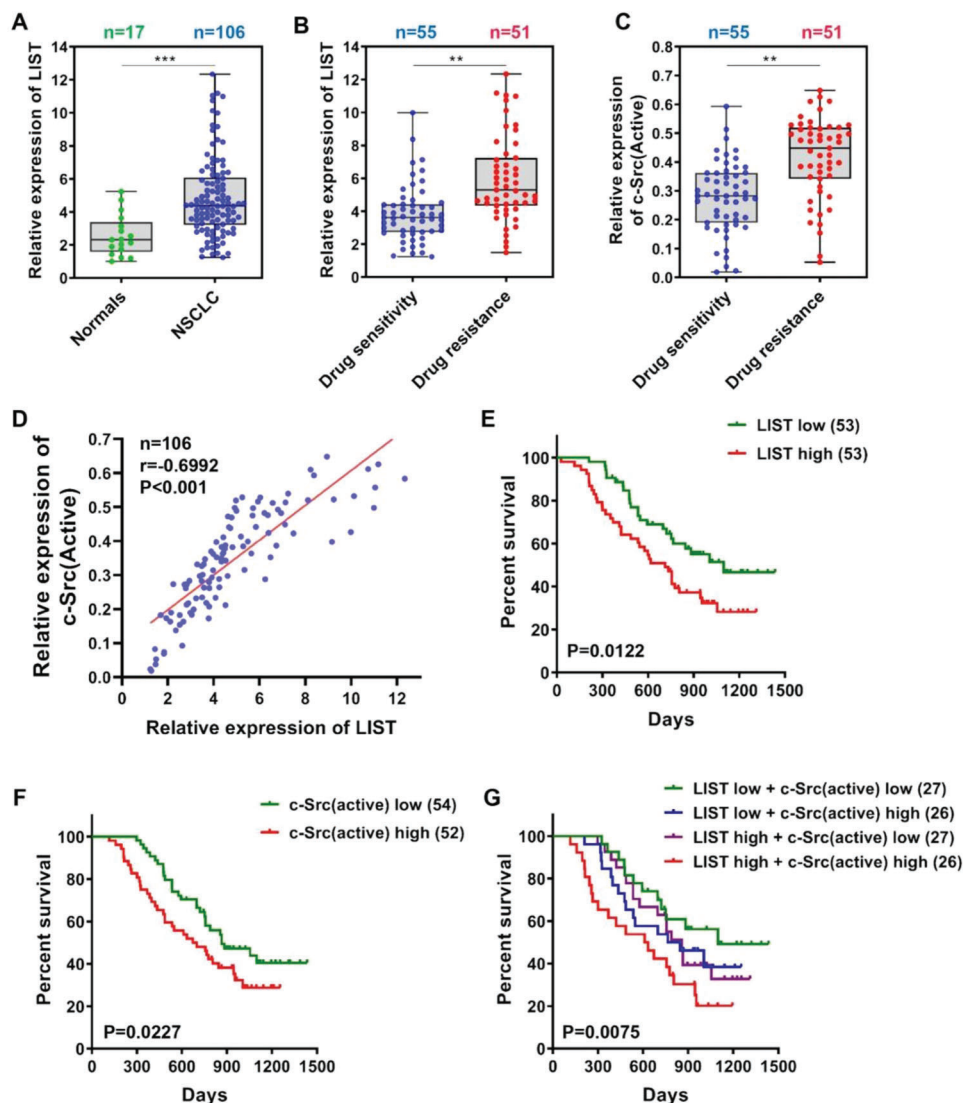 A
n=17 n=106
***
Relative expression of LIST
14
12
10
8
6
4
2
0
Normals
NSCLC
B
n=55 n=51
**
Relative expression of LIST
14
12
10
8
6
4
2
0
Drug sensitivity
Drug resistance
C
n=55 n=51
**
Relative expression
of c-Src(Active)
0.8
0.7
0.6
0.5
0.4
0.3
0.2
0.1
0.0
Drug sensitivity
Drug resistance
D
n=106
r=-0.6992
P<0.001
Relative expression of
c-Src(Active)
0.7
0.6
0.5
0.4
0.3
0.2
0.1
0.0
0 2 4 6 8 10 12
Relative expression of LIST
E
LIST low (53)
LIST high (53)
Percent survival
100
80
60
40
20
0
P=0.0122
0 300 600 900 1200 1500
Days
F
c-Src(active) low (54)
c-Src(active) high (52)
Percent survival
100
80
60
40
20
0
P=0.0227
0 300 600 900 1200 1500
Days
G
LIST low + c-Src(active) low (27)
LIST low + c-Src(active) high (26)
LIST high + c-Src(active) low (27)
LIST high + c-Src(active) high (26)
Percent survival
100
80
60
40
20
0
P=0.0075
0 300 600 900 1200 1500
Days